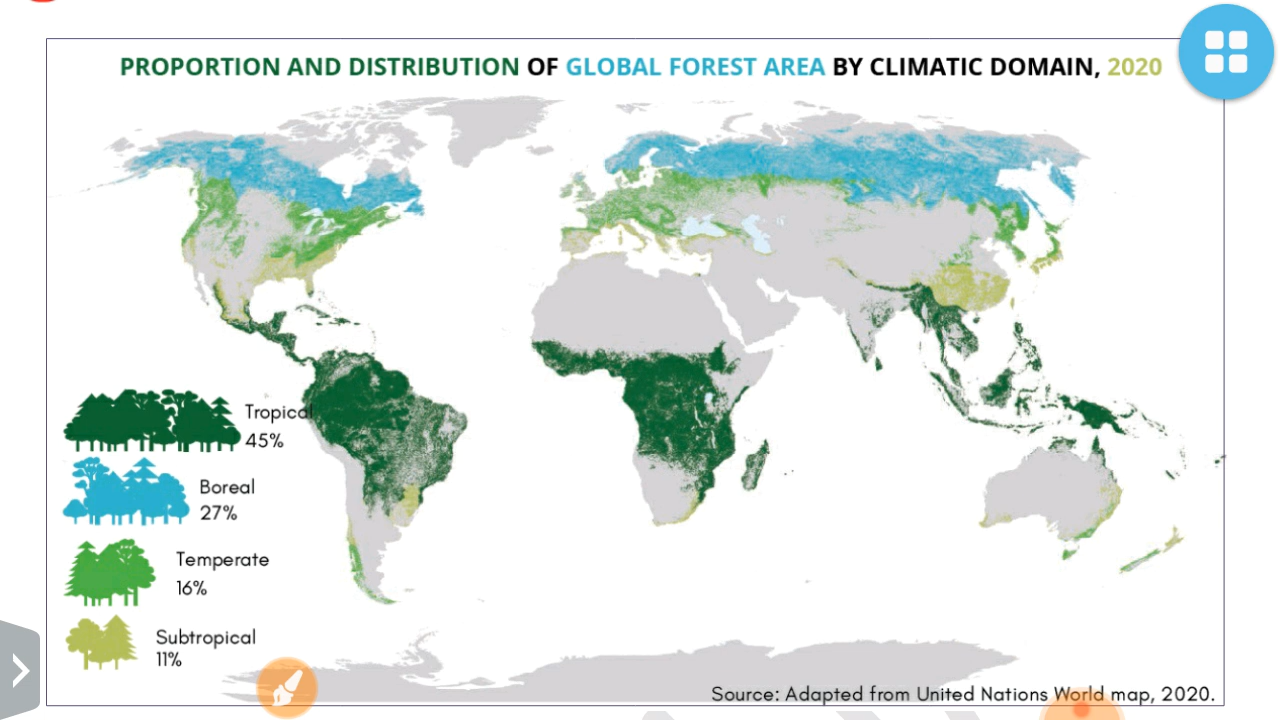 PROPORTION AND DISTRIBUTION OF GLOBAL FOREST AREA BY CLIMATIC DOMAIN, 2020
Tropical
45%
Boreal
27%
Temperate
16%
Subtropical
11%
Source: Adapted from United Nations World map, 2020.